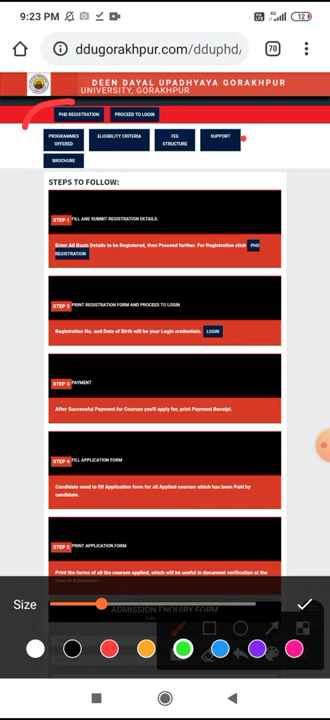 9:23 PM
4G
12
ddugorakhpur.com/dduphd/
70
DEEN DAYAL UPADHYAYA GORAKHPUR
UNIVERSITY, GORAKHPUR
PHD REGISTRATION
PROCEED TO LOGIN
PROGRAMMES OFFERED
ELIGIBILITY CRITERIA
FEE STRUCTURE
SUPPORT
BROCHURE
STEPS TO FOLLOW:
STEP 1 FILL AND SUBMIT REGISTRATION DETAILS.
Enter All Basic Details to be Registered, then Proceed further. For Registration click PHD
REGISTRATION
STEP 2 PRINT REGISTRATION FORM AND PROCEED TO LOGIN
Registration No. and Date of Birth will be your Login credentials. LOGIN
STEP 3 PAYMENT
After Successful Payment for Courses you'll apply for, print Payment Receipt.
STEP 4 FILL APPLICATION FORM
Candidate need to fill Application form for all Applied courses which has been Paid by
candidate.
STEP 5 PRINT APPLICATION FORM
Print the forms of all the courses applied, which will be useful in document verification at the
time of Admission.
Size
ADMISSION ENQUIRY FORM